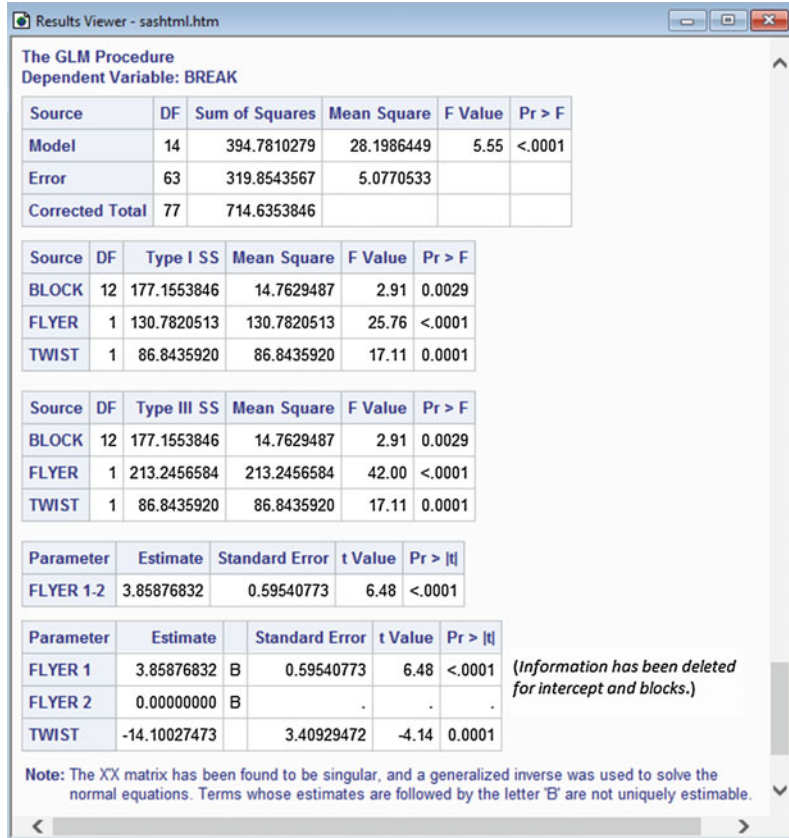 Results Viewer - sashtml.htm
The GLM Procedure
Dependent Variable: BREAK
Source DF Sum of Squares Mean Square F Value Pr > F
Model 14 394.7810279 28.1986449 5.55 <.0001
Error 63 319.8543567 5.0770533
Corrected Total 77 714.6353846
Source DF Type I SS Mean Square F Value Pr > F
BLOCK 12 177.1553846 14.7629487 2.91 0.0029
FLYER 1 130.7820513 130.7820513 25.76 <.0001
TWIST 1 86.8435920 86.8435920 17.11 0.0001
Source DF Type III SS Mean Square F Value Pr > F
BLOCK 12 177.1553846 14.7629487 2.91 0.0029
FLYER 1 213.2456584 213.2456584 42.00 <.0001
TWIST 1 86.8435920 86.8435920 17.11 0.0001
Parameter Estimate Standard Error t Value Pr > |t|
FLYER 1-2 3.85876832 0.59540773 6.48 <.0001
Parameter Estimate Standard Error t Value Pr > |t|
FLYER 1 3.85876832 B 0.59540773 6.48 <.0001
FLYER 2 0.00000000 B . . .
TWIST -14.10027473 3.40929472 -4.14 0.0001
(Information has been deleted
for intercept and blocks.)
Note: The X'X matrix has been found to be singular, and a generalized inverse was used to solve the
normal equations. Terms whose estimates are followed by the letter 'B' are not uniquely estimable.